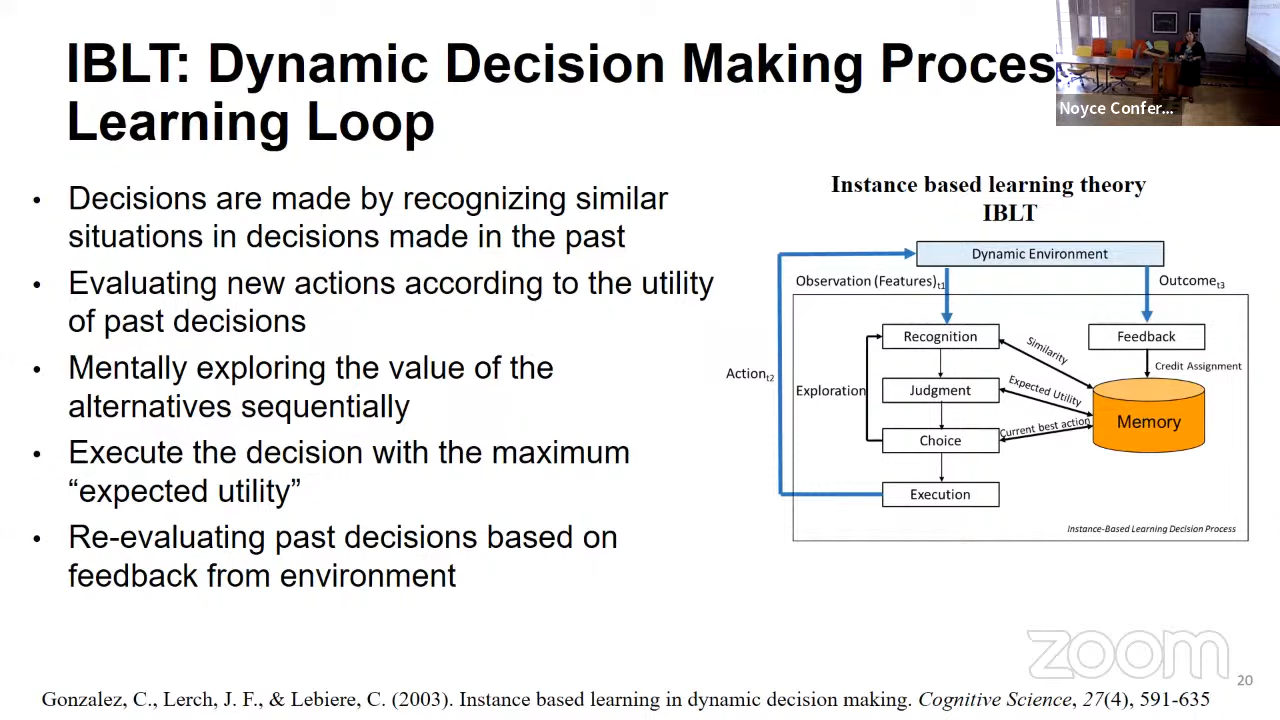 IBLT: Dynamic Decision Making Proces
Learning Loop
Noyce Confer...
• Decisions are made by recognizing similar
situations in decisions made in the past
• Evaluating new actions according to the utility
of past decisions
• Mentally exploring the value of the
alternatives sequentially
• Execute the decision with the maximum
“expected utility”
• Re-evaluating past decisions based on
feedback from environment
Instance based learning theory
IBLT
Dynamic Environment
Observation (Features)t1
Outcomet3
Recognition
Feedback
Similarity
Credit Assignment
Actiont2
Exploration
Judgment
Expected Utility
Memory
Choice
Current best action
Execution
Instance-Based Learning Decision Process
zoom
20
Gonzalez, C., Lerch, J. F., & Lebiere, C. (2003). Instance based learning in dynamic decision making. Cognitive Science, 27(4), 591-635